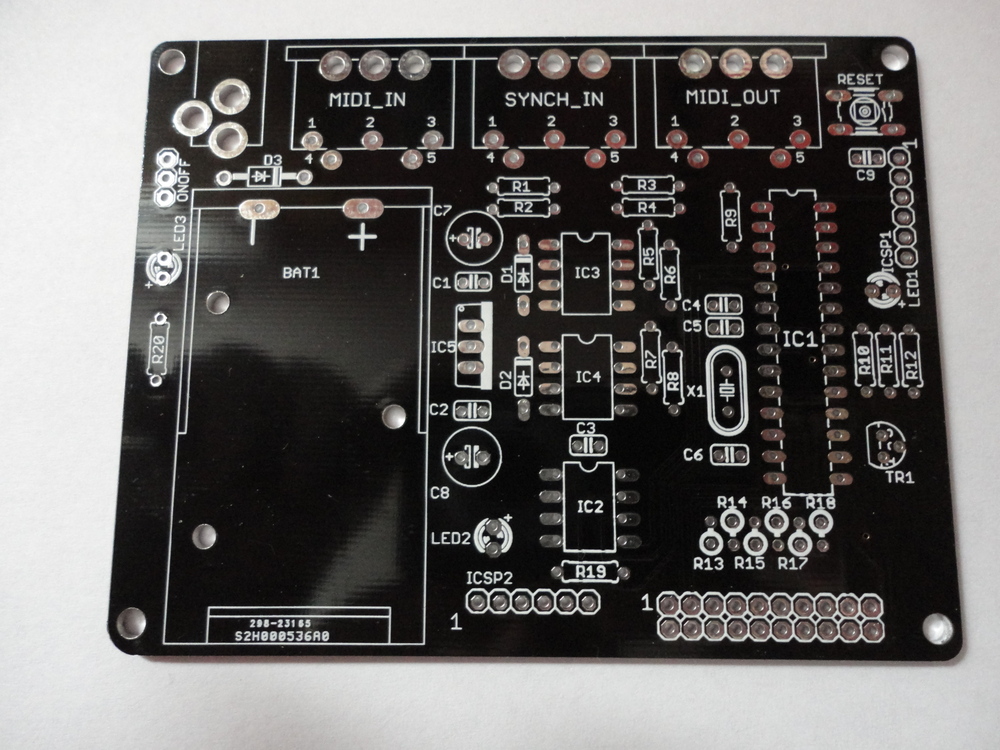 MIDI_IN
SYNCH_IN
MIDI_OUT
RESET
1 2 3
4 5
1 2 3
4 5
1 2 3
4 5
1
C9
ONOFF
D3
R1
R2
R3
R4
R9
C7
LED3
BAT1
C1
D1
IC3
R5
R6
ICSP1
LED1
C4
C5
IC1
R20
IC5
D2
IC4
R7
R8
X1
R10
R11
R12
C2
C3
C6
TR1
C8
IC2
LED2
R14 R16 R18
R13 R15 R17
R19
ICSP2
1
1
298-23165
S2H000536A0